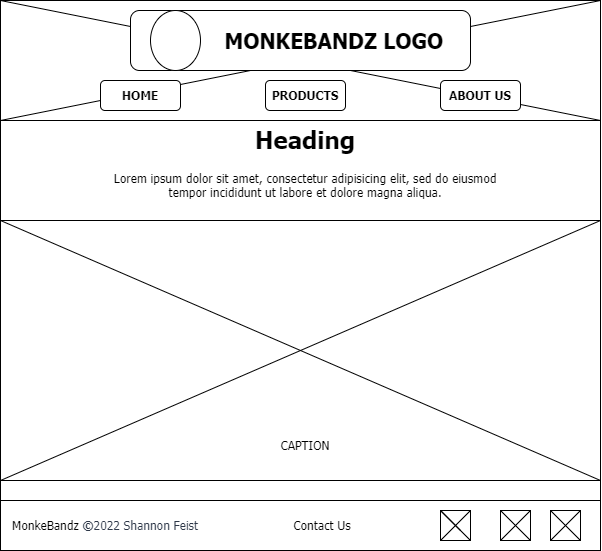 MONKEBANDZ LOGO
HOME PRODUCTS ABOUT US
Heading
Lorem ipsum dolor sit amet, consectetur adipisicing elit, sed do eiusmod
tempor incididunt ut labore et dolore magna aliqua.
CAPTION
MonkeBandz ©2022 Shannon Feist Contact Us